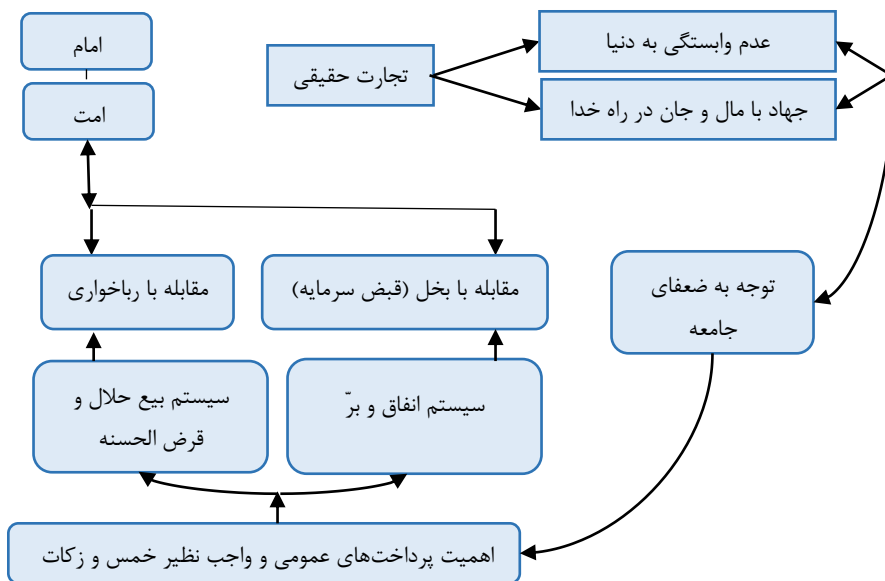 امام
امت
تجارت حقیقی
عدم وابستگی به دنیا
جهاد با مال و جان در راه خدا
توجه به ضعفای
جامعه
مقابله با بخل (قبض سرمایه)
مقابله با رباخواری
سیستم انفاق و برّ
سیستم بیع حلال و
قرض الحسنه
اهمیت پرداخت‌های عمومی و واجب نظیر خمس و زکات